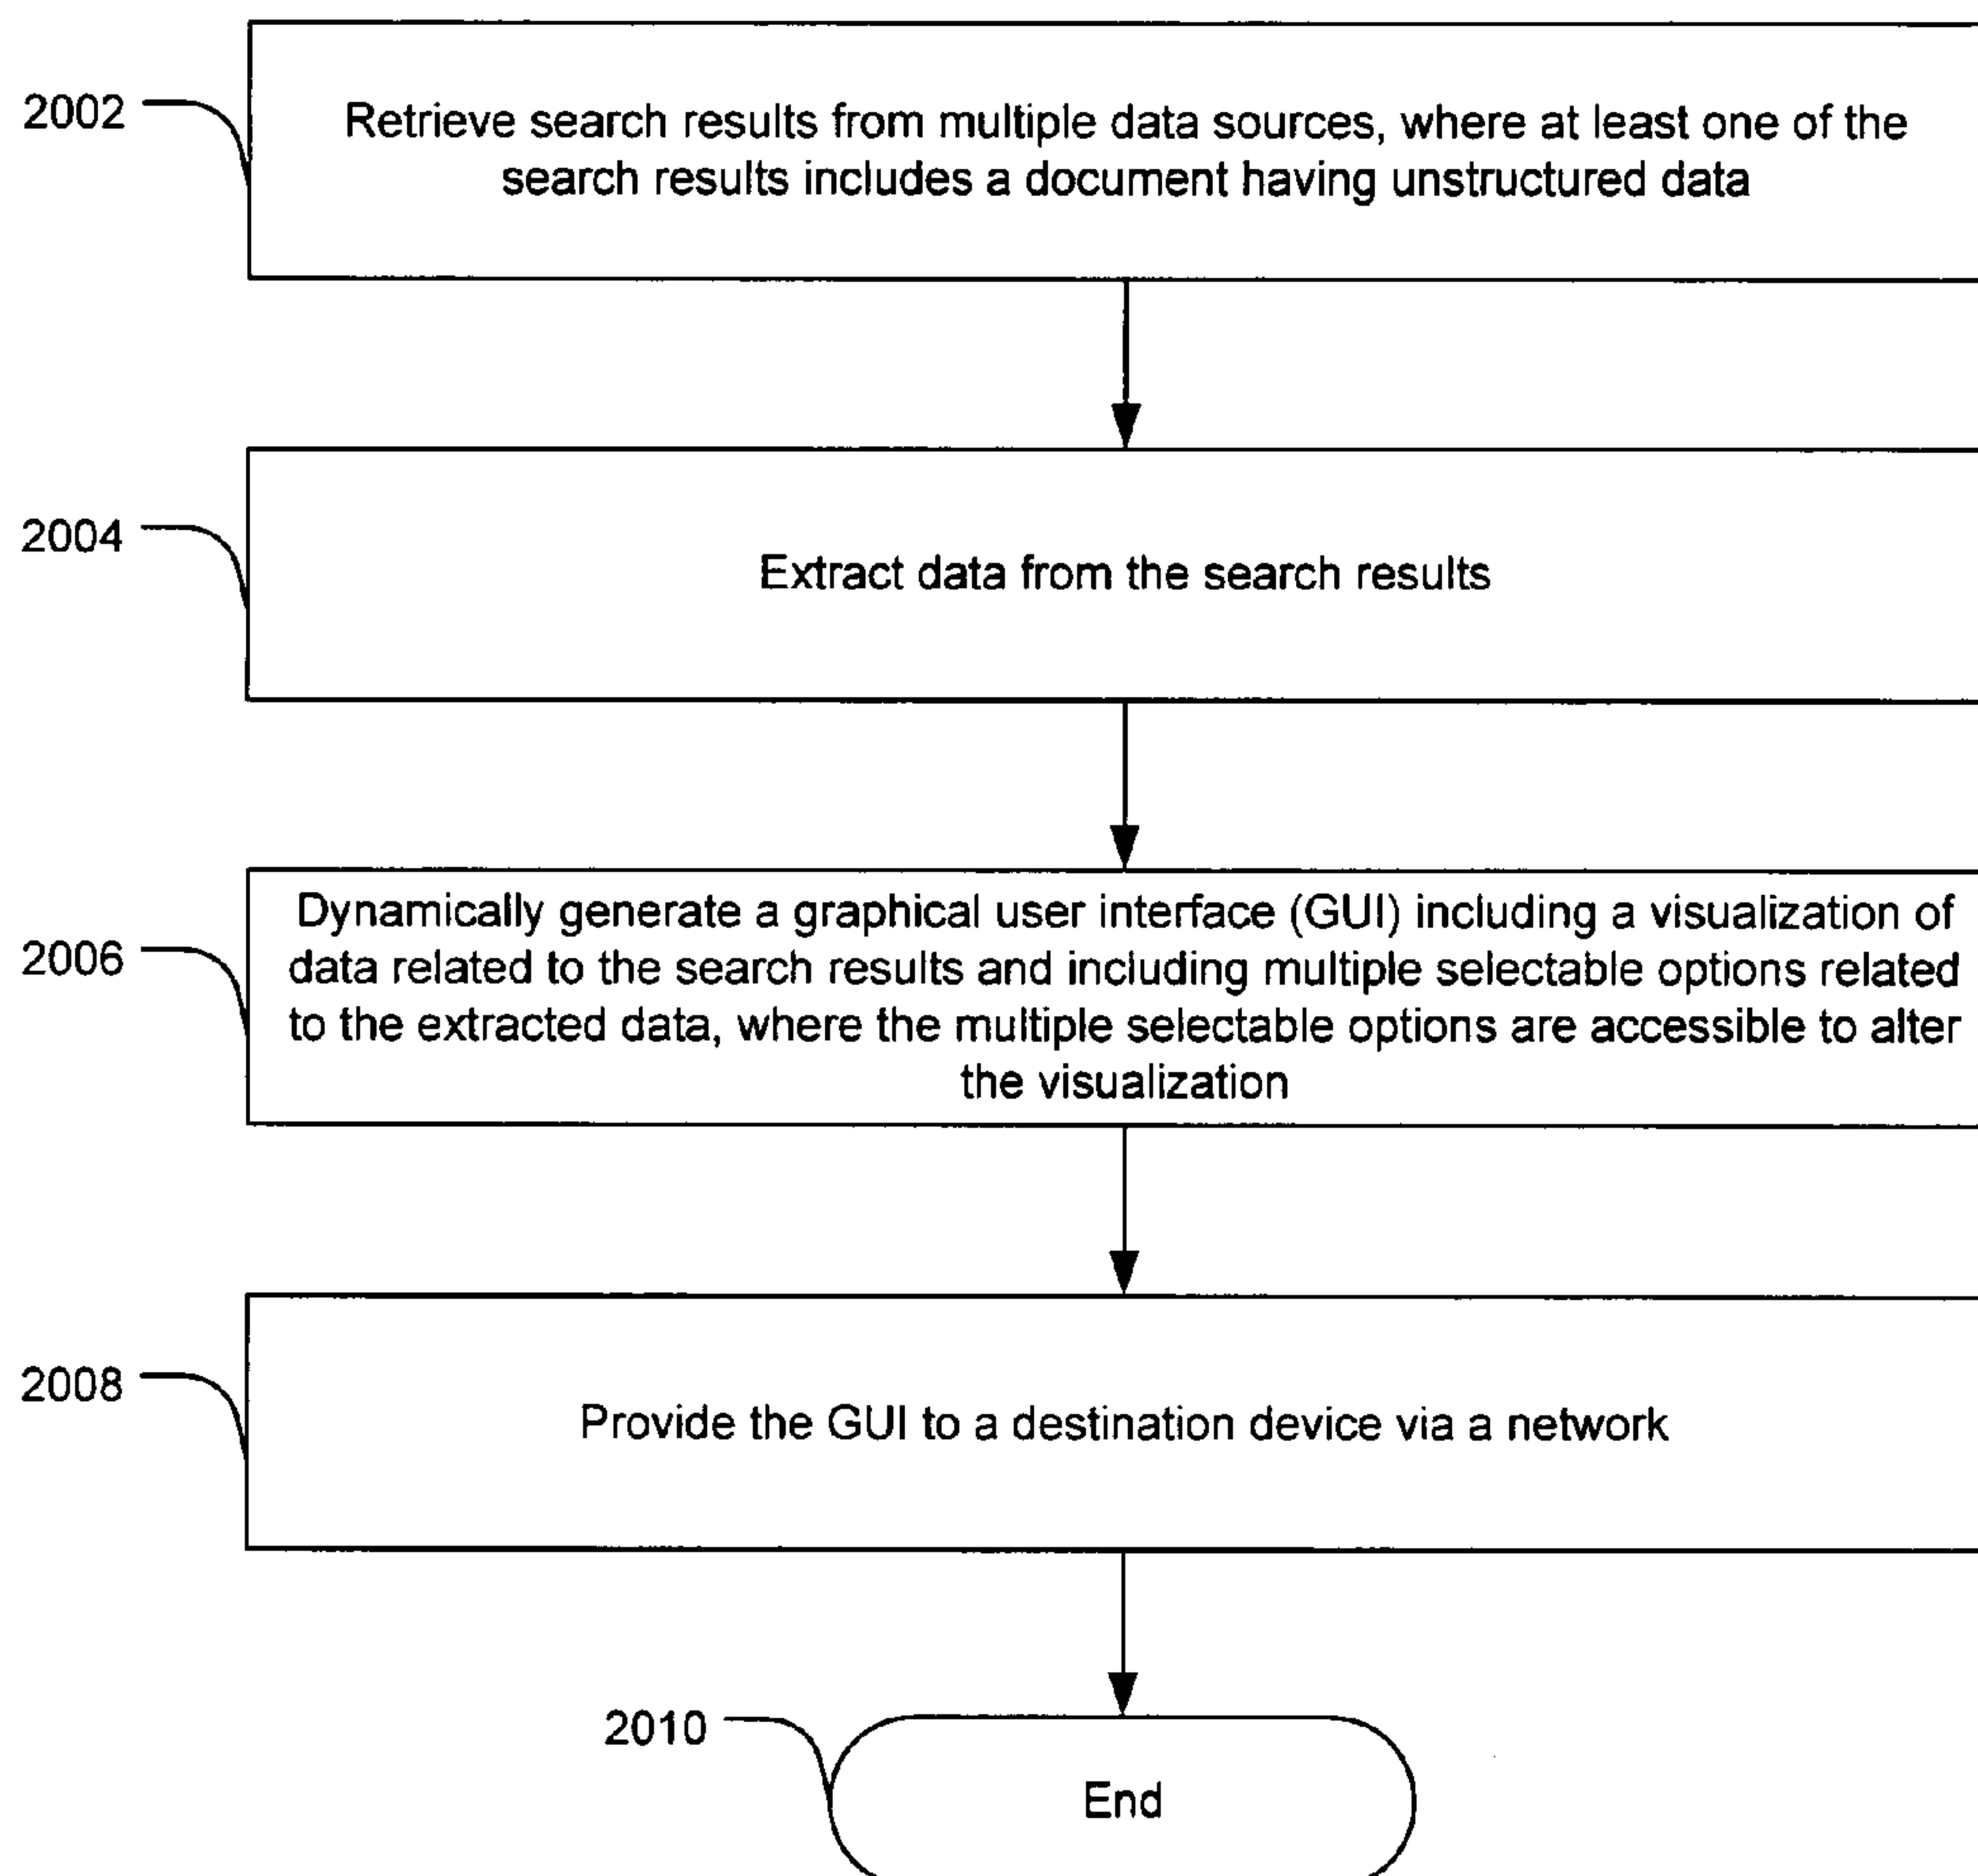 2002
Retrieve search results from multiple data sources, where at least one of the
search results includes a document having unstructured data
2004
Extract data from the search results
2006
Dynamically generate a graphical user interface (GUI) including a visualization of
data related to the search results and including multiple selectable options related
to the extracted data, where the multiple selectable options are accessible to alter
the visualization
2008
Provide the GUI to a destination device via a network
2010
End